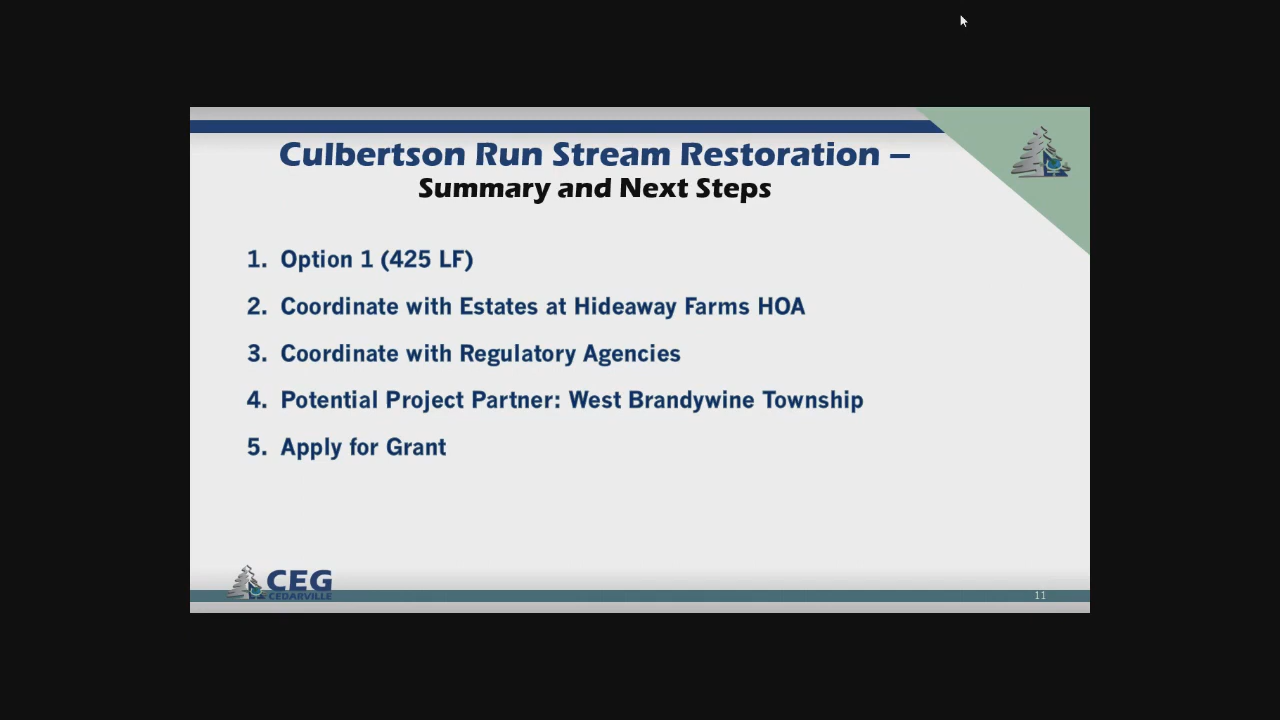 Culbertson Run Stream Restoration –
Summary and Next Steps
1. Option 1 (425 LF)
2. Coordinate with Estates at Hideaway Farms HOA
3. Coordinate with Regulatory Agencies
4. Potential Project Partner: West Brandywine Township
5. Apply for Grant
CEG
CEDARVILLE
11